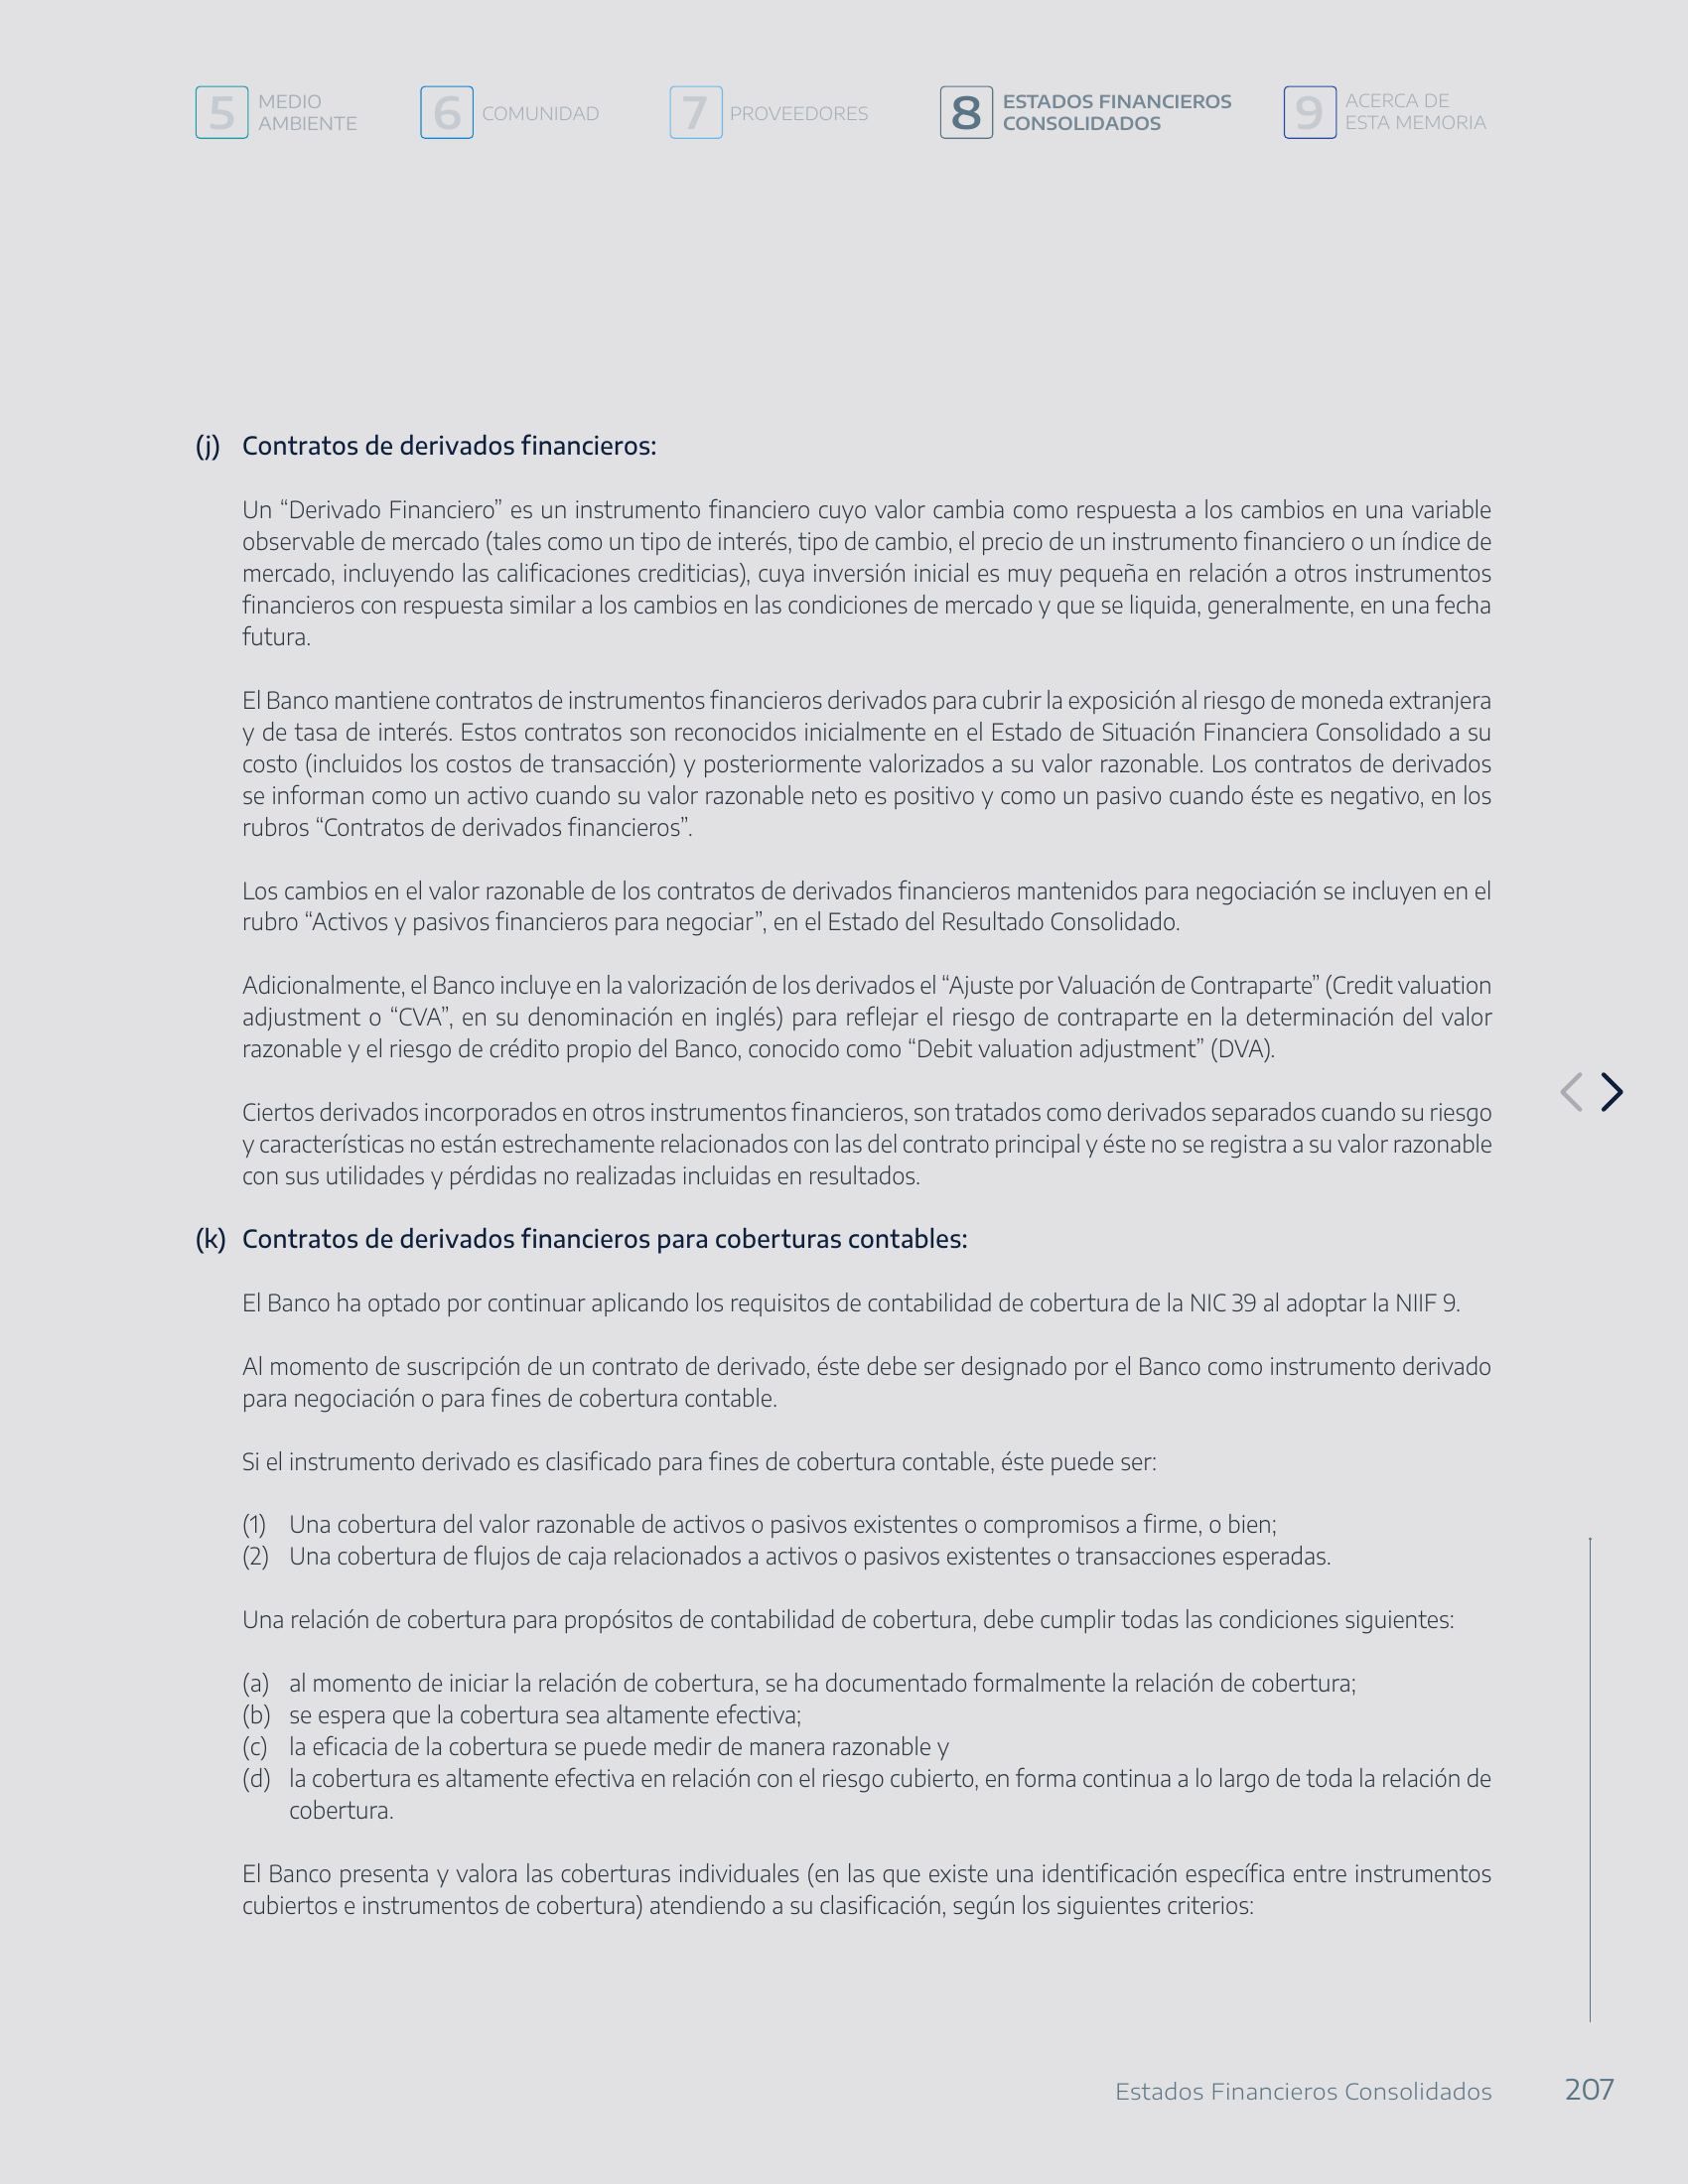 5 MEDIO
AMBIENTE
6 COMUNIDAD
7 PROVEEDORES
8 ESTADOS FINANCIEROS
CONSOLIDADOS
9 ACERCA DE
ESTA MEMORIA
(j) Contratos de derivados financieros:
Un “Derivado Financiero” es un instrumento financiero cuyo valor cambia como respuesta a los cambios en una variable
observable de mercado (tales como un tipo de interés, tipo de cambio, el precio de un instrumento financiero o un índice de
mercado, incluyendo las calificaciones crediticias), cuya inversión inicial es muy pequeña en relación a otros instrumentos
financieros con respuesta similar a los cambios en las condiciones de mercado y que se liquida, generalmente, en una fecha
futura.
El Banco mantiene contratos de instrumentos financieros derivados para cubrir la exposición al riesgo de moneda extranjera
y de tasa de interés. Estos contratos son reconocidos inicialmente en el Estado de Situación Financiera Consolidado a su
costo (incluidos los costos de transacción) y posteriormente valorizados a su valor razonable. Los contratos de derivados
se informan como un activo cuando su valor razonable neto es positivo y como un pasivo cuando éste es negativo, en los
rubros “Contratos de derivados financieros”.
Los cambios en el valor razonable de los contratos de derivados financieros mantenidos para negociación se incluyen en el
rubro “Activos y pasivos financieros para negociar”, en el Estado del Resultado Consolidado.
Adicionalmente, el Banco incluye en la valorización de los derivados el “Ajuste por Valuación de Contraparte” (Credit valuation
adjustment o “CVA”, en su denominación en inglés) para reflejar el riesgo de contraparte en la determinación del valor
razonable y el riesgo de crédito propio del Banco, conocido como “Debit valuation adjustment” (DVA).
Ciertos derivados incorporados en otros instrumentos financieros, son tratados como derivados separados cuando su riesgo
y características no están estrechamente relacionados con las del contrato principal y éste no se registra a su valor razonable
con sus utilidades y pérdidas no realizadas incluidas en resultados.
(k) Contratos de derivados financieros para coberturas contables:
El Banco ha optado por continuar aplicando los requisitos de contabilidad de cobertura de la NIC 39 al adoptar la NIIF 9.
Al momento de suscripción de un contrato de derivado, éste debe ser designado por el Banco como instrumento derivado
para negociación o para fines de cobertura contable.
Si el instrumento derivado es clasificado para fines de cobertura contable, éste puede ser:
(1) Una cobertura del valor razonable de activos o pasivos existentes o compromisos a firme, o bien;
(2) Una cobertura de flujos de caja relacionados a activos o pasivos existentes o transacciones esperadas.
Una relación de cobertura para propósitos de contabilidad de cobertura, debe cumplir todas las condiciones siguientes:
(a) al momento de iniciar la relación de cobertura, se ha documentado formalmente la relación de cobertura;
(b) se espera que la cobertura sea altamente efectiva;
(c) la eficacia de la cobertura se puede medir de manera razonable y
(d) la cobertura es altamente efectiva en relación con el riesgo cubierto, en forma continua a lo largo de toda la relación de
cobertura.
El Banco presenta y valora las coberturas individuales (en las que existe una identificación específica entre instrumentos
cubiertos e instrumentos de cobertura) atendiendo a su clasificación, según los siguientes criterios:
Estados Financieros Consolidados 207